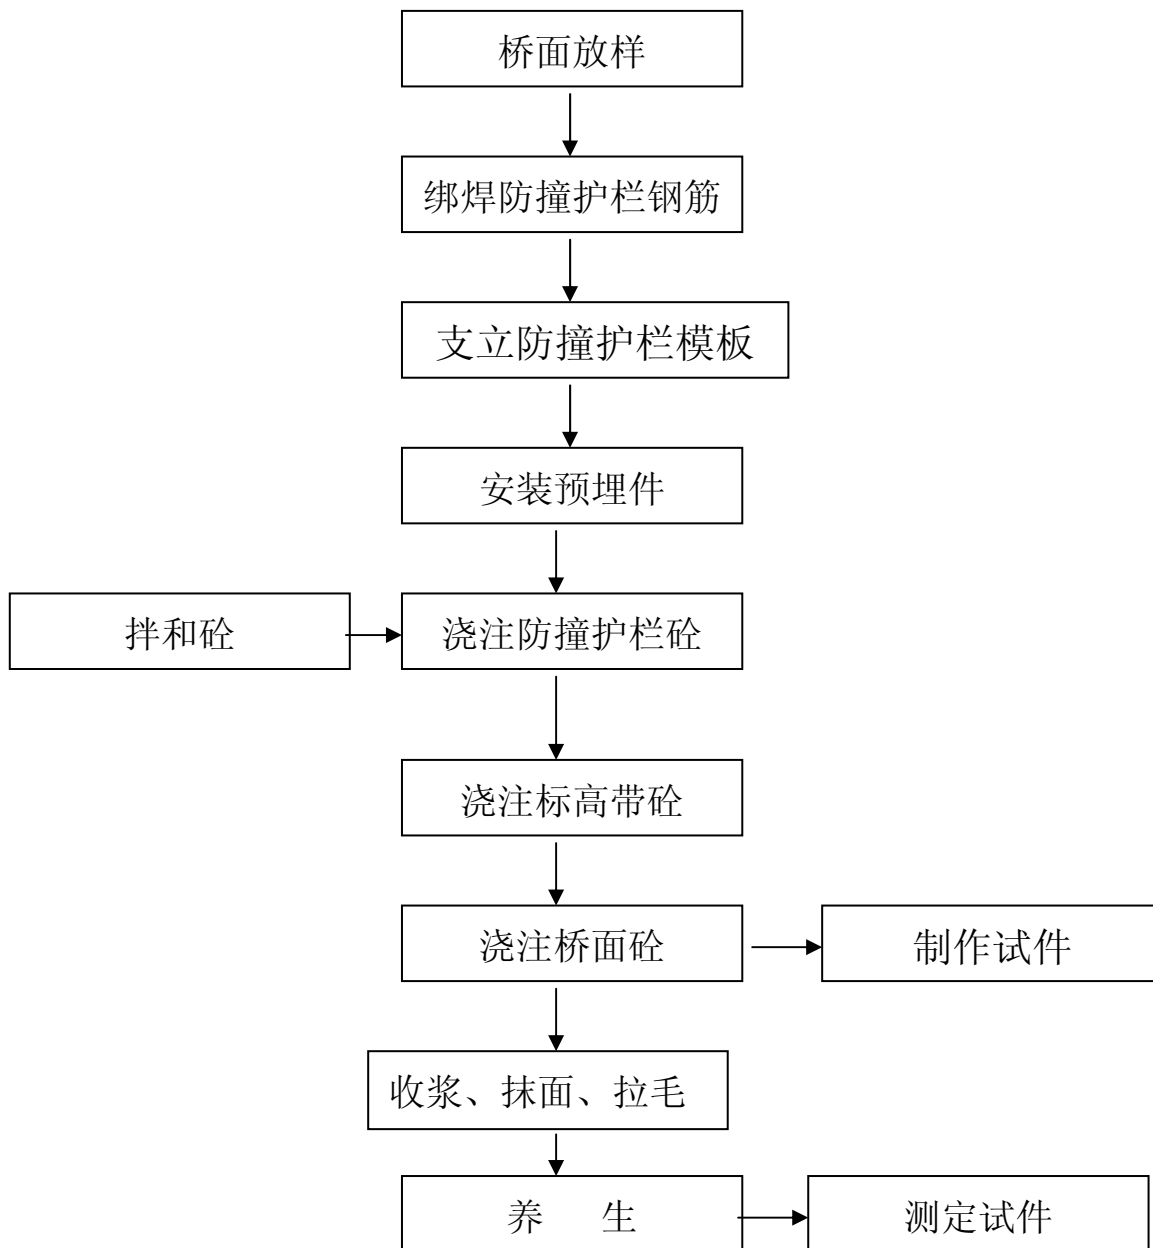 桥面放样
绑焊防撞护栏钢筋
支立防撞护栏模板
安装预埋件
拌和砼
浇注防撞护栏砼
浇注标高带砼
浇注桥面砼
制作试件
收浆、抹面、拉毛
养 生
测定试件